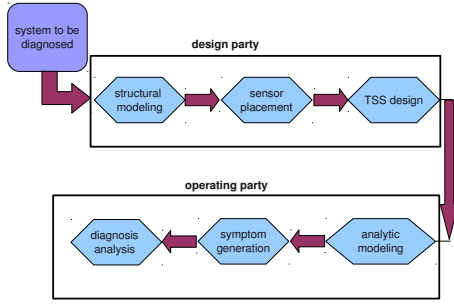 system to be
diagnosed
design party
structural
modeling
sensor
placement
TSS design
operating party
diagnosis
analysis
symptom
generation
analytic
modeling